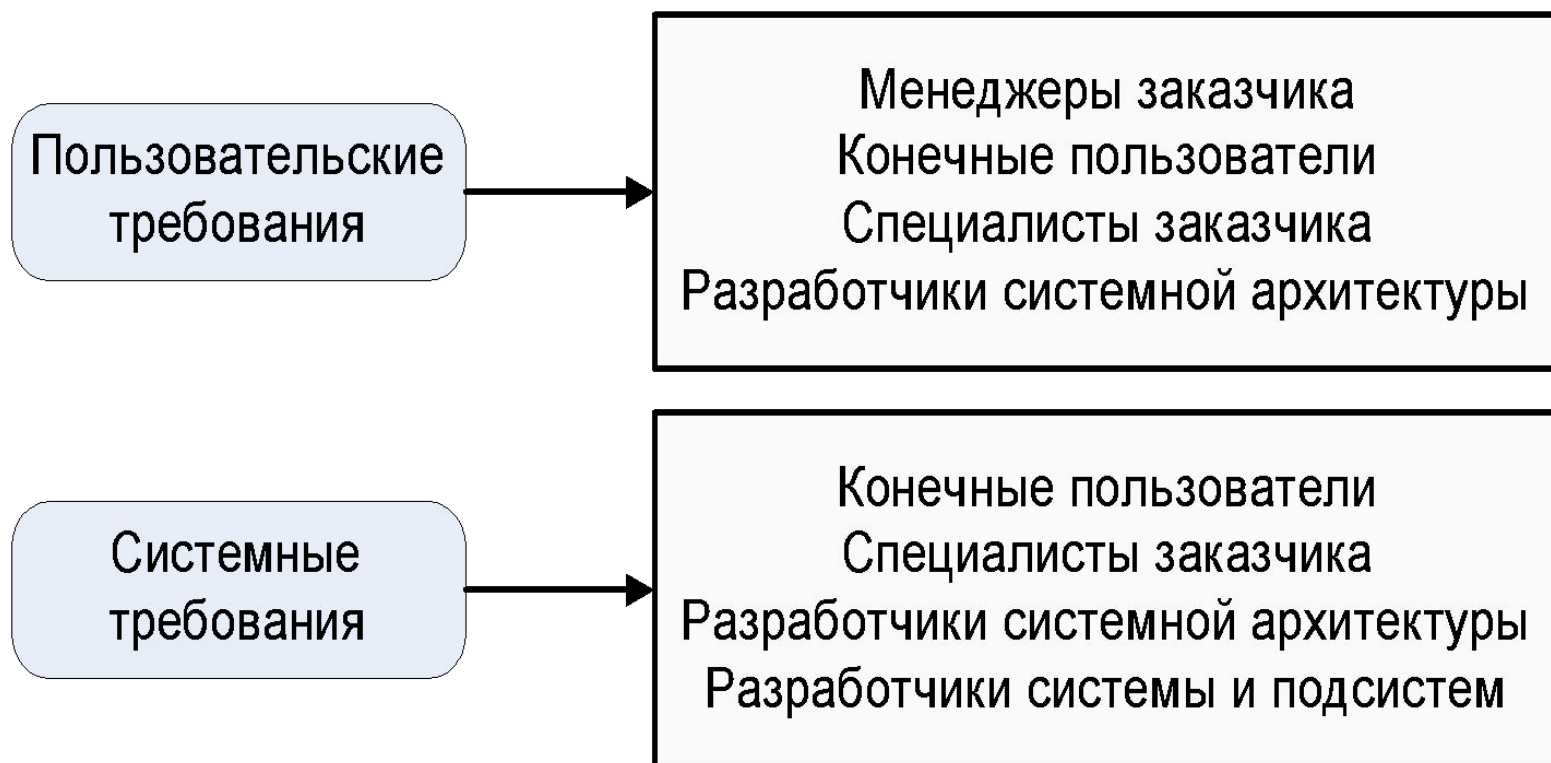 Пользовательские
требования
Менеджеры заказчика
Конечные пользователи
Специалисты заказчика
Разработчики системной архитектуры
Системные
требования
Конечные пользователи
Специалисты заказчика
Разработчики системной архитектуры
Разработчики системы и подсистем